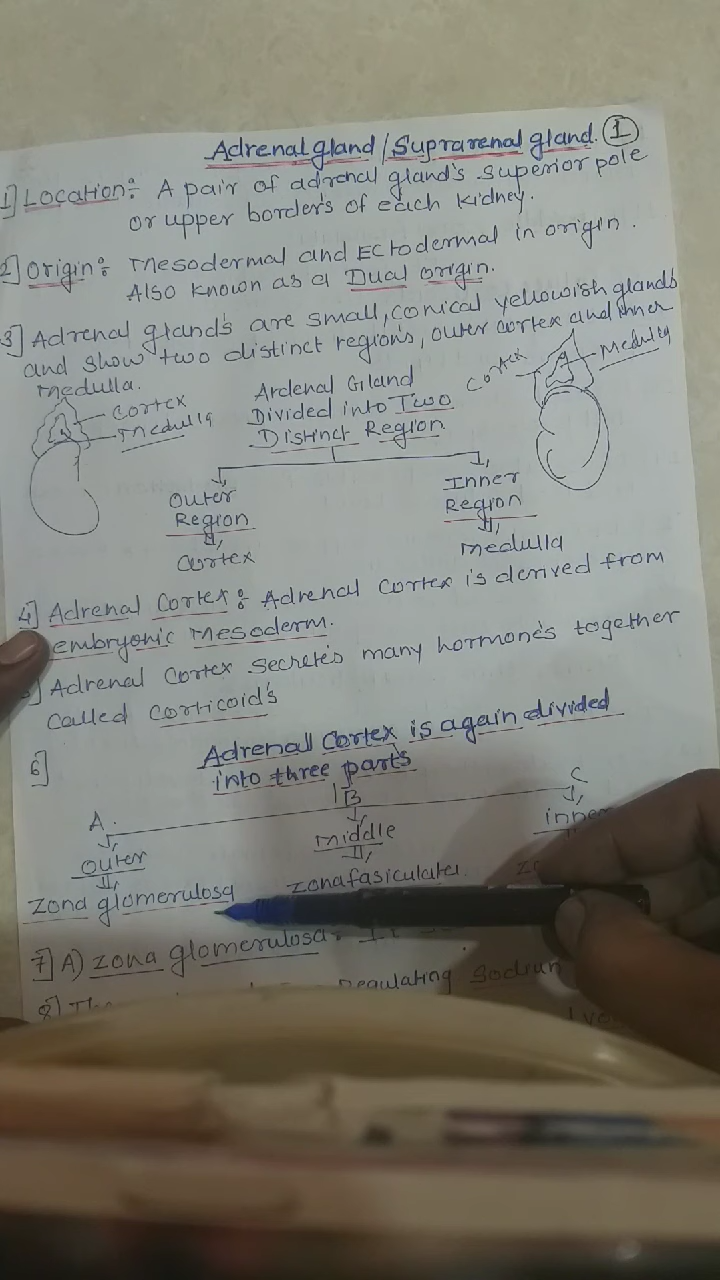 Adrenal gland / Suprarenal gland. 1
1] Location:- A pair of adrenal gland's superior pole
or upper border's of each kidney.
2] Origin:- Mesodermal and Ectodermal in origin.
Also known as a Dual origin.
3] Adrenal gland's are small, conical yellowish gland's
and show two distinct region's, outer cortex and inner
medulla.
Cortex
Medulla
Ardenal Gland
Divided into Two
Distinct Region
Cortex
Medulla
Outer
Region
Cortex
Inner
Region
Medulla
4] Adrenal Cortex:- Adrenal Cortex is derived from
embryonic Mesoderm.
] Adrenal Cortex secrete's many hormone's together
called corticoid's
6] Adrenal Cortex is again divided
into three parts
A.
B
C
Outer
Middle
inner
Zona glomerulosa
Zonafasiculata
7] A) Zona glomerulosa:-
8] Regulating Sodium